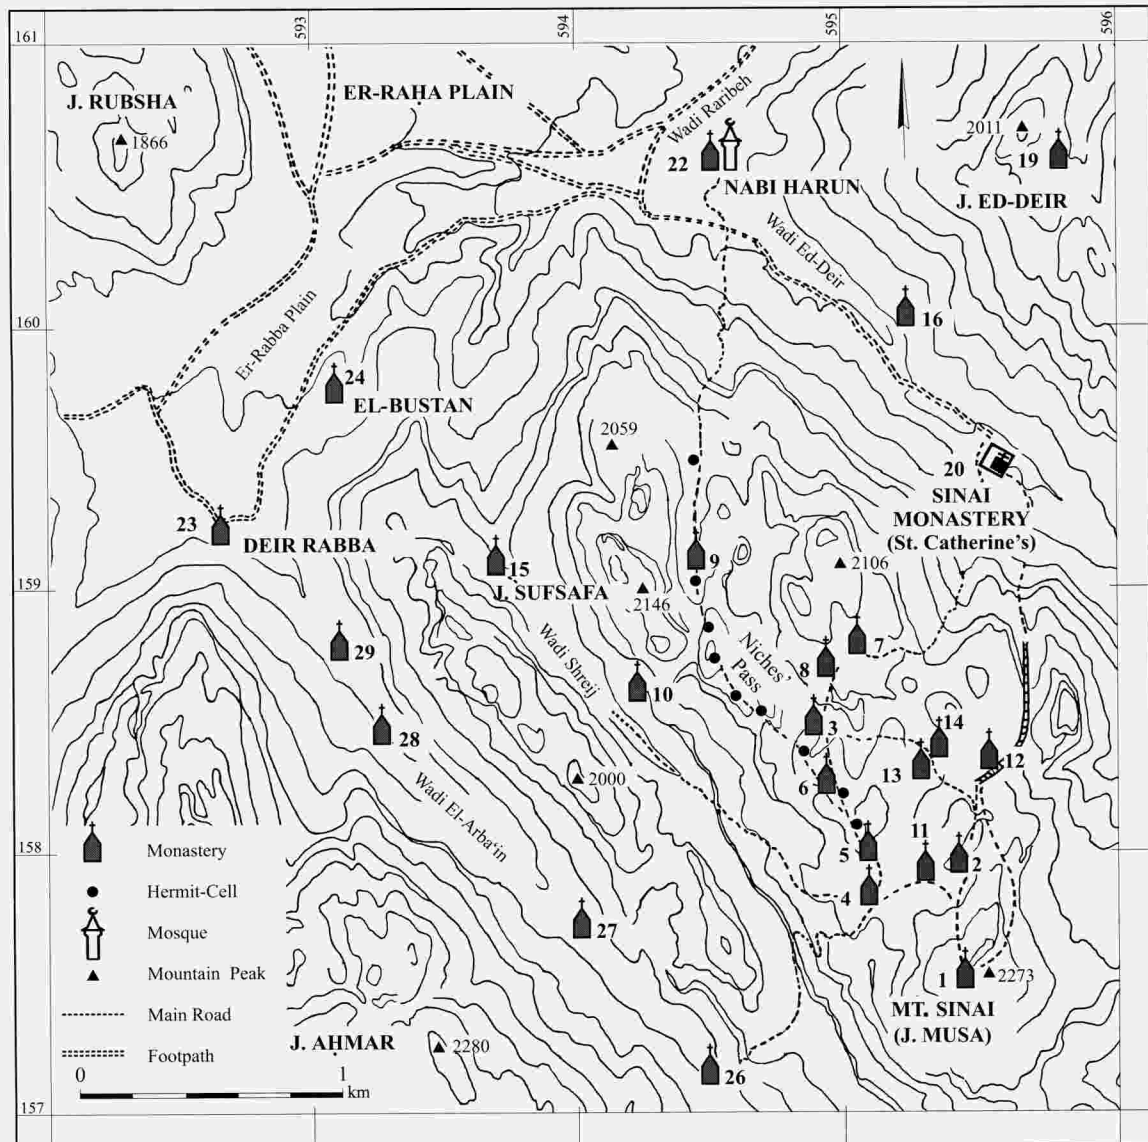 593
594
595
596
161
J. RUBSHA
1866
ER-RAHA PLAIN
Wadi Raribeh
2011
22
19
NABI HARUN
J. ED-DEIR
Wadi Ed-Deir
16
160
Er-Rabba Plain
24
EL-BUSTAN
2059
20
SINAI
MONASTERY
(St. Catherine's)
23
DEIR RABBA
15
J. SUFSAFA
9
2106
159
2146
29
Wadi Shreij
10
Niches'
Pass
8
7
28
3
14
12
13
2000
6
Wadi El-Arba'in
11
2
5
4
158
27
1
2273
MT. SINAI
(J. MUSA)
26
J. AHMAR
2280
Monastery
Hermit-Cell
Mosque
Mountain Peak
Main Road
Footpath
0
1
km
157